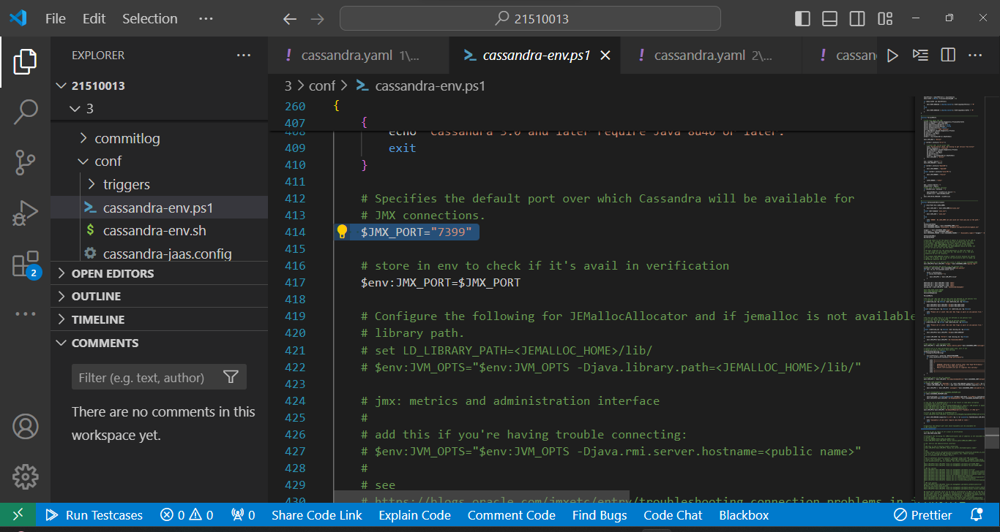 File Edit Selection ···
21510013
EXPLORER ···
21510013
3
commitlog
conf
triggers
cassandra-env.ps1
cassandra-env.sh
cassandra-jaas.config
OPEN EDITORS
OUTLINE
TIMELINE
COMMENTS
Filter (e.g. text, author)
There are no comments in this
workspace yet.
2
! cassandra.yaml 1\...
cassandra-env.ps1
! cassandra.yaml 2\...
! cassan
3 > conf > cassandra-env.ps1
260 {
407 {
408 echo "Cassandra 3.0 and later require Java 8u40 or later."
409 exit
410 }
411
412 # Specifies the default port over which Cassandra will be available for
413 # JMX connections.
414 $JMX_PORT="7399"
415
416 # store in env to check if it's avail in verification
417 $env:JMX_PORT=$JMX_PORT
418
419 # Configure the following for JEMallocAllocator and if jemalloc is not available
420 # library path.
421 # set LD_LIBRARY_PATH=<JEMALLOC_HOME>/lib/
422 # $env:JVM_OPTS="$env:JVM_OPTS -Djava.library.path=<JEMALLOC_HOME>/lib/"
423
424 # jmx: metrics and administration interface
425 #
426 # add this if you're having trouble connecting:
427 # $env:JVM_OPTS="$env:JVM_OPTS -Djava.rmi.server.hostname=<public name>"
428 #
429 # see
430 # https://blogs.oracle.com/jmxetc/entry/troubleshooting_connection_problems_in_j
Run Testcases 0 0 0 Share Code Link Explain Code Comment Code Find Bugs Code Chat Blackbox Prettier